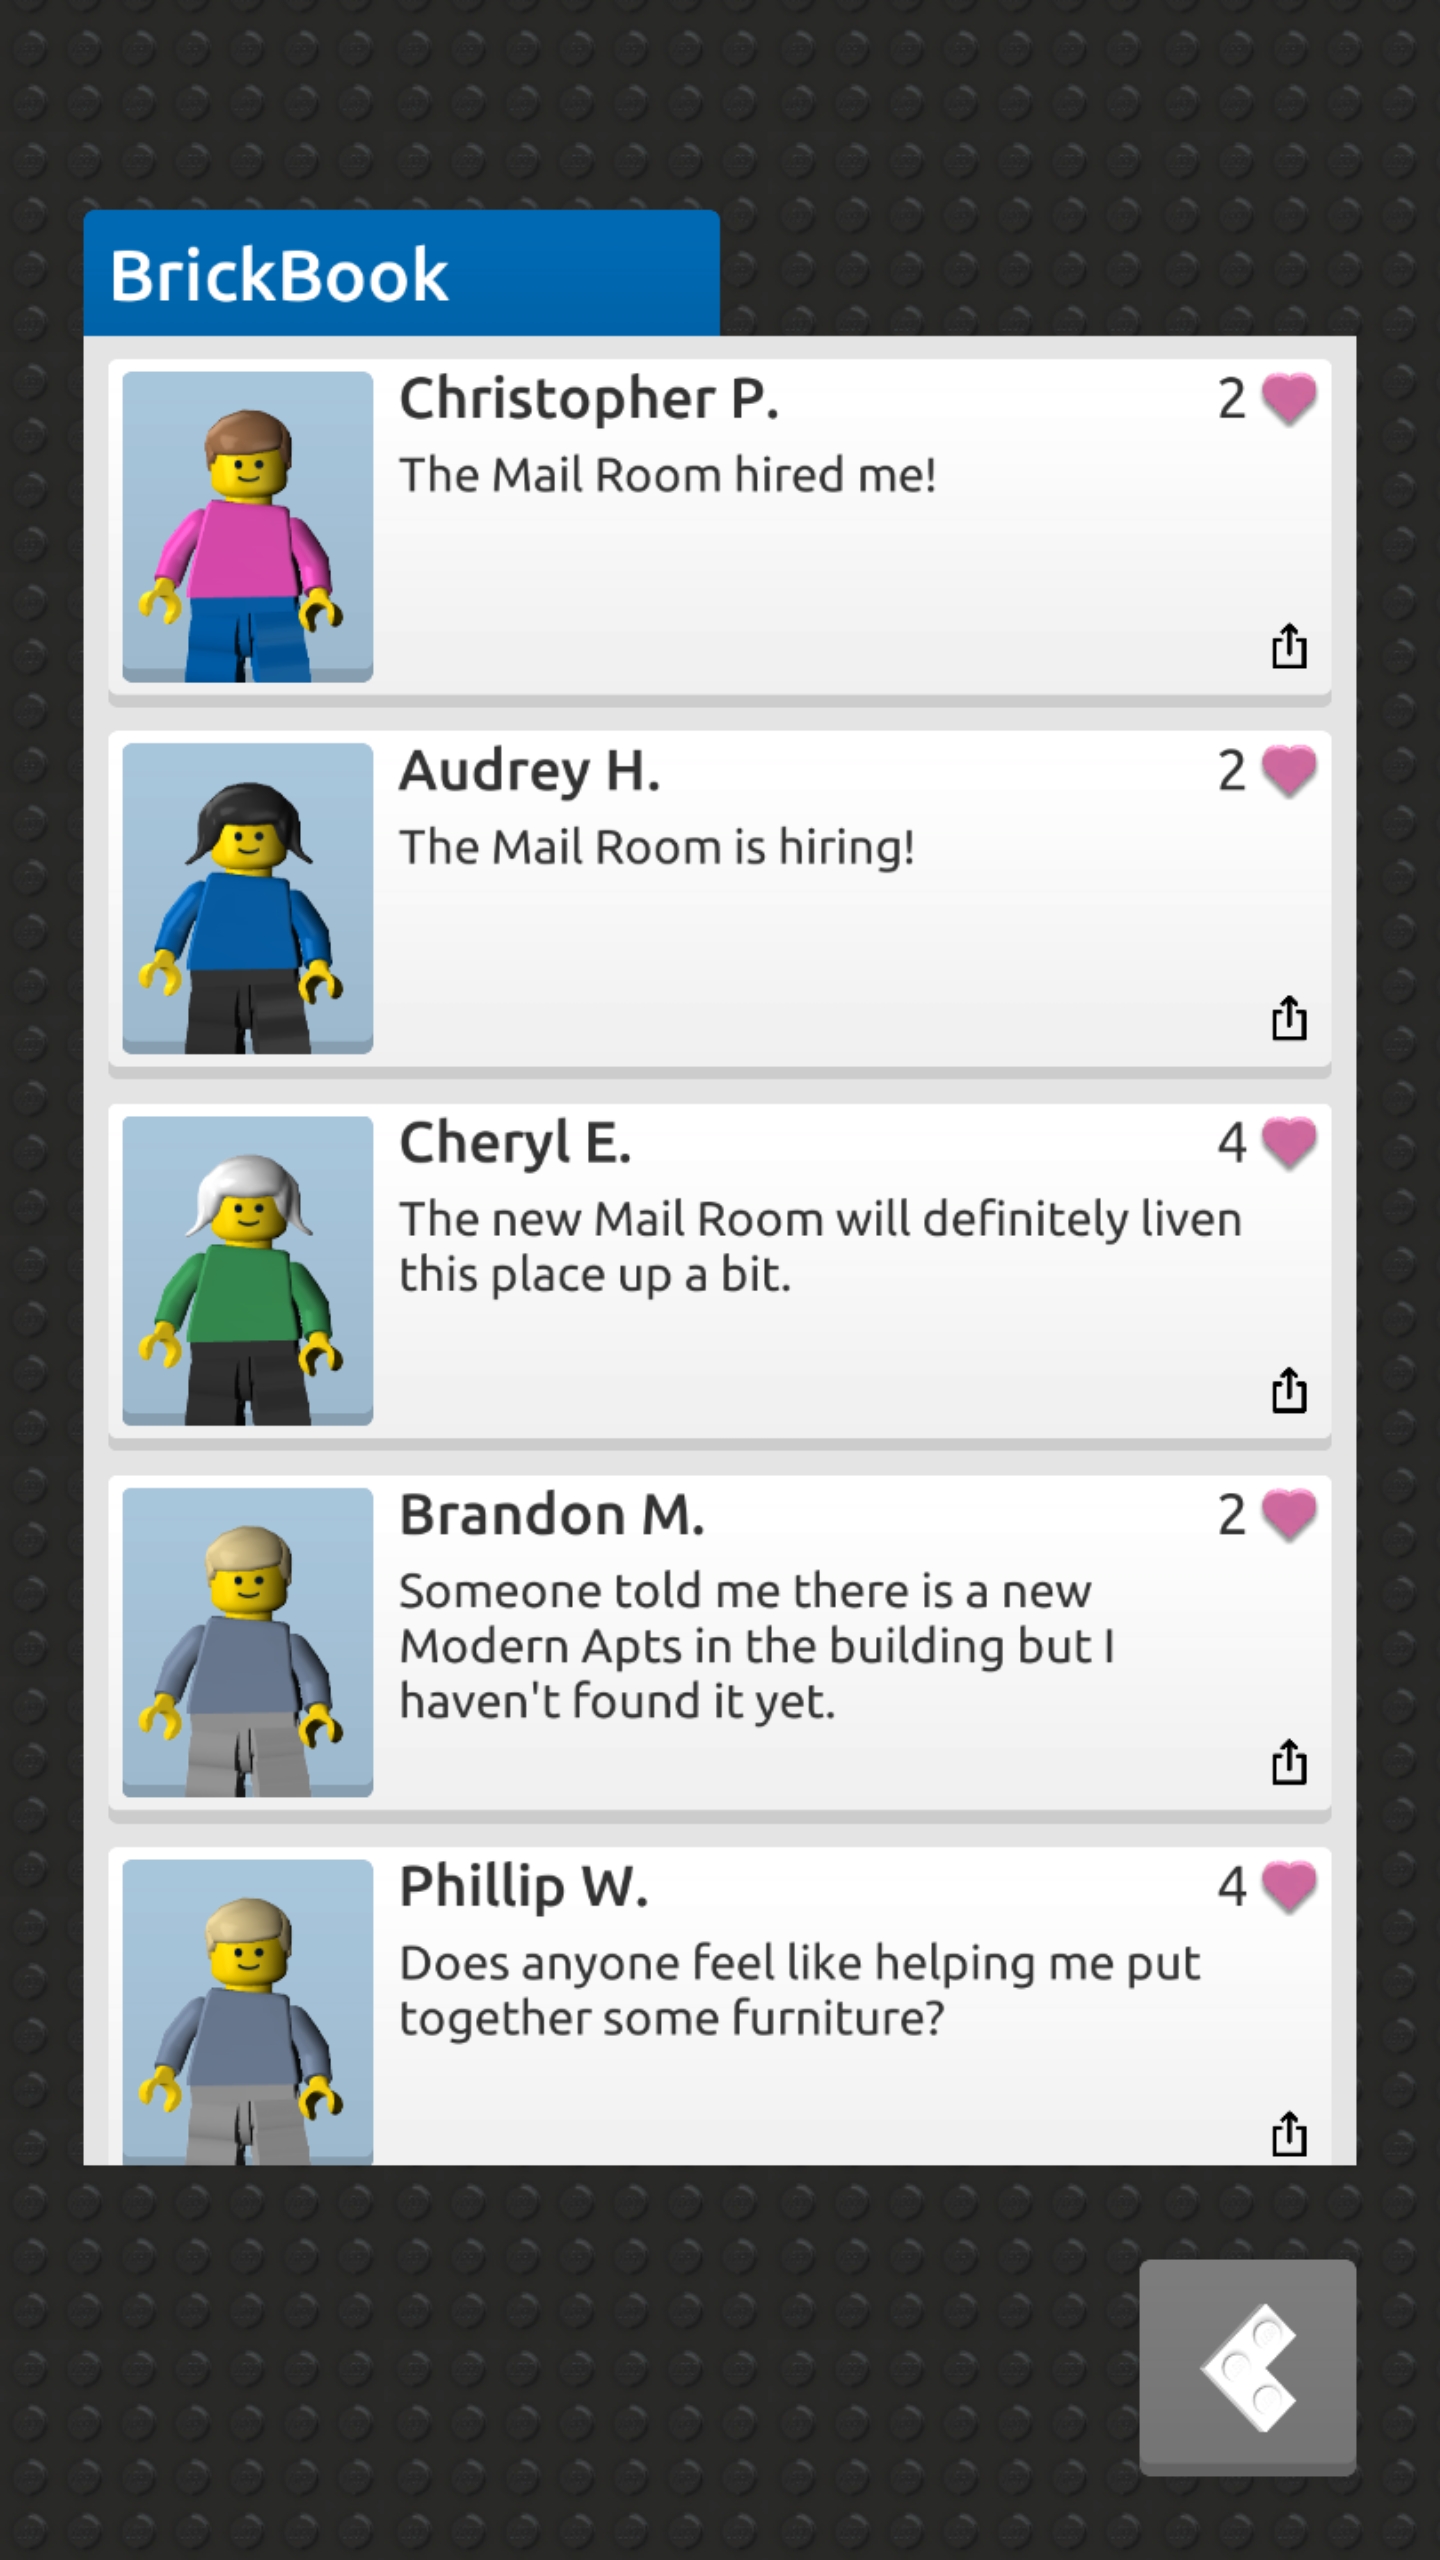 BrickBook
Christopher P.
2
The Mail Room hired me!
Audrey H.
2
The Mail Room is hiring!
Cheryl E.
4
The new Mail Room will definitely liven
this place up a bit.
Brandon M.
2
Someone told me there is a new
Modern Apts in the building but I
haven't found it yet.
Phillip W.
4
Does anyone feel like helping me put
together some furniture?